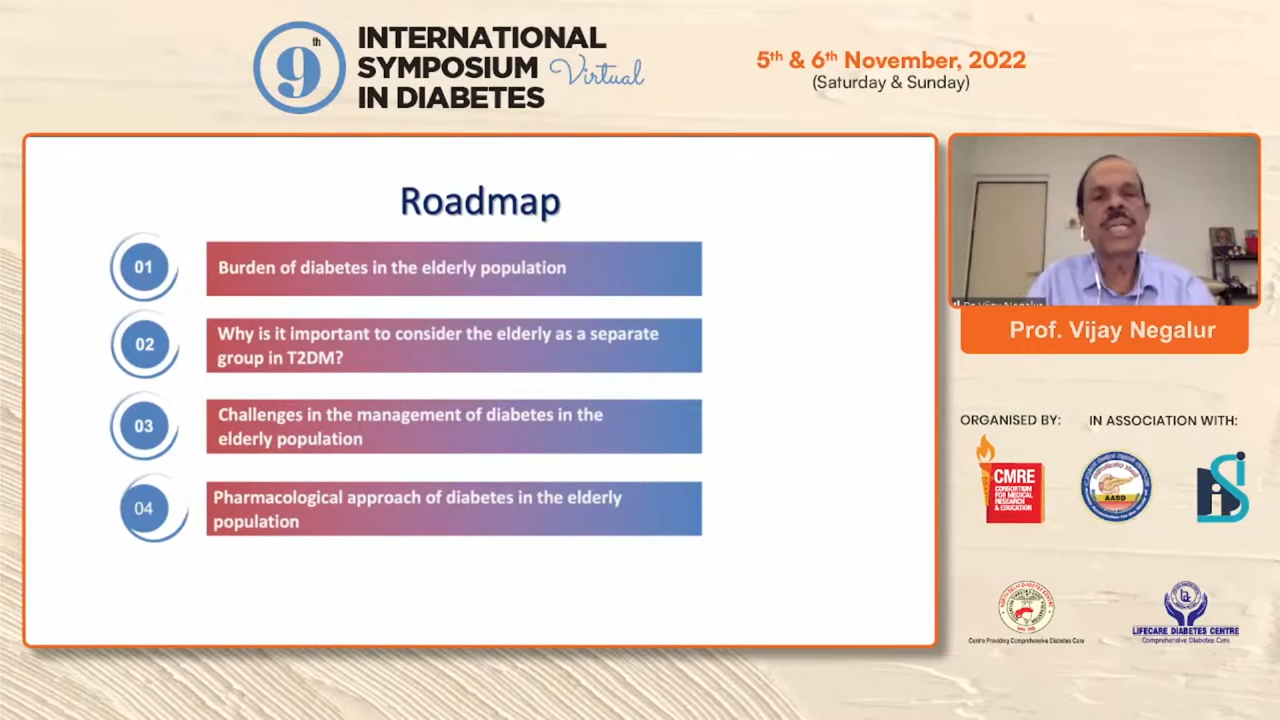 9th
INTERNATIONAL
SYMPOSIUM Virtual
IN DIABETES
5th & 6th November, 2022
(Saturday & Sunday)
Roadmap
01
Burden of diabetes in the elderly population
02
Why is it important to consider the elderly as a separate
group in T2DM?
03
Challenges in the management of diabetes in the
elderly population
04
Pharmacological approach of diabetes in the elderly
population
Dr Vijay Negalur
Prof. Vijay Negalur
ORGANISED BY:
IN ASSOCIATION WITH:
CMRE
CONSORTIUM
FOR MEDICAL
RESEARCH
& EDUCATION
AASD
Centre Providing Comprehensive Diabetes Care
LIFECARE DIABETES CENTRE
Comprehensive Diabetes Care